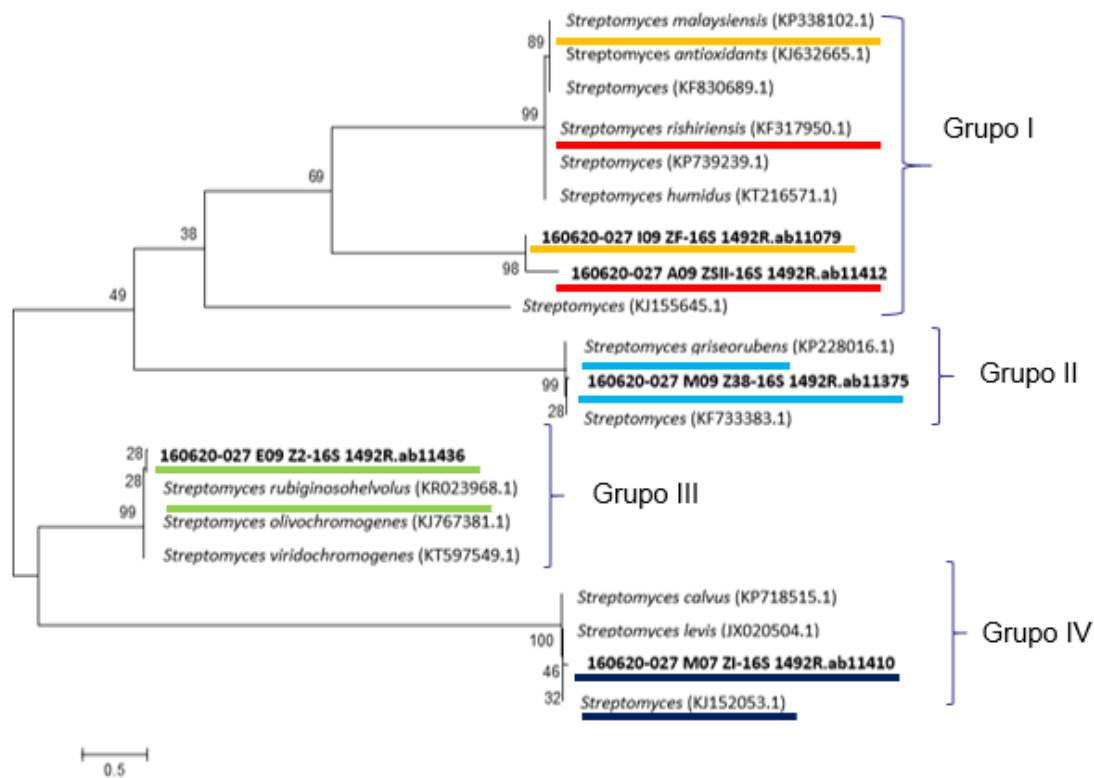 Streptomyces malaysiensis (KP338102.1)
89
Streptomyces antioxidants (KJ632665.1)
Streptomyces (KF830689.1)
99
Streptomyces rishiriensis (KF317950.1)
Grupo I
Streptomyces (KP739239.1)
69
Streptomyces humidus (KT216571.1)
38
160620-027 I09 ZF-16S 1492R.ab11079
98
160620-027 A09 ZSII-16S 1492R.ab11412
49
Streptomyces (KJ155645.1)
Streptomyces griseorubens (KP228016.1)
Grupo II
99
160620-027 M09 Z38-16S 1492R.ab11375
28
Streptomyces (KF733383.1)
28
160620-027 E09 Z2-16S 1492R.ab11436
28
Streptomyces rubiginosohelvolus (KR023968.1)
Grupo III
99
Streptomyces olivochromogenes (KJ767381.1)
Streptomyces viridochromogenes (KT597549.1)
Streptomyces calvus (KP718515.1)
Streptomyces levis (JX020504.1)
Grupo IV
100
160620-027 M07 ZI-16S 1492R.ab11410
46
32
Streptomyces (KJ152053.1)
0.5